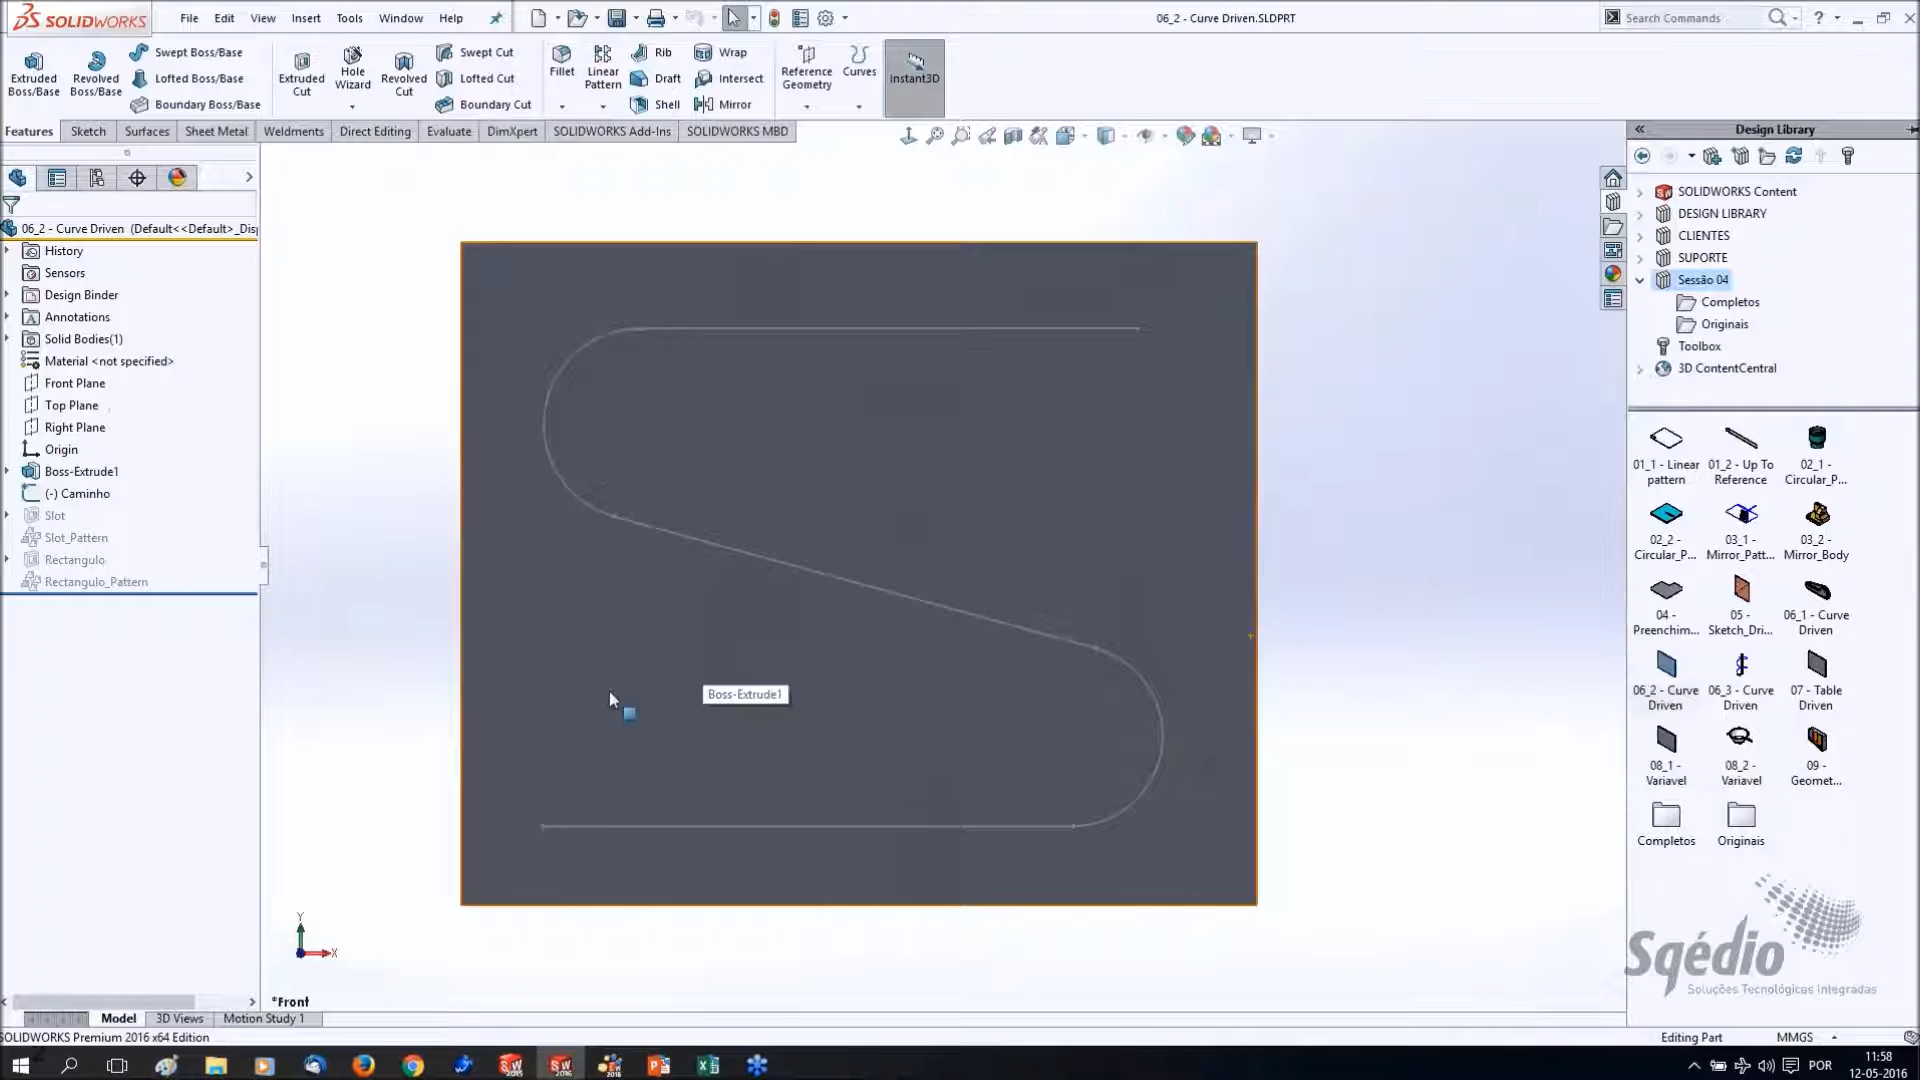 SOLIDWORKS
File Edit View Insert Tools Window Help
06_2 - Curve Driven.SLDPRT
Search Commands
Extruded Boss/Base
Revolved Boss/Base
Swept Boss/Base
Lofted Boss/Base
Boundary Boss/Base
Extruded Cut
Hole Wizard
Revolved Cut
Swept Cut
Lofted Cut
Boundary Cut
Fillet
Linear Pattern
Rib
Draft
Shell
Wrap
Intersect
Mirror
Reference Geometry
Curves
Instant3D
Features Sketch Surfaces Sheet Metal Weldments Direct Editing Evaluate DimXpert SOLIDWORKS Add-Ins SOLIDWORKS MBD
06_2 - Curve Driven (Default<<Default>_Dis
History
Sensors
Design Binder
Annotations
Solid Bodies(1)
Material <not specified>
Front Plane
Top Plane
Right Plane
Origin
Boss-Extrude1
(-) Caminho
Slot
Slot_Pattern
Rectangulo
Rectangulo_Pattern
Boss-Extrude1
Y
X
*Front
Design Library
SOLIDWORKS Content
DESIGN LIBRARY
CLIENTES
SUPORTE
Sessão 04
Completos
Originais
Toolbox
3D ContentCentral
01_1 - Linear pattern
01_2 - Up To Reference
02_1 - Circular_P...
02_2 - Circular_P...
03_1 - Mirror_Patt...
03_2 - Mirror_Body
04 - Preenchim...
05 - Sketch_Dri...
06_1 - Curve Driven
06_2 - Curve Driven
06_3 - Curve Driven
07 - Table Driven
08_1 - Variavel
08_2 - Variavel
09 - Geomet...
Completos
Originais
Sqédio
Soluções Tecnológicas Integradas
Model 3D Views Motion Study 1
SOLIDWORKS Premium 2016 x64 Edition
Editing Part
MMGS
POR
11:58
12-05-2016